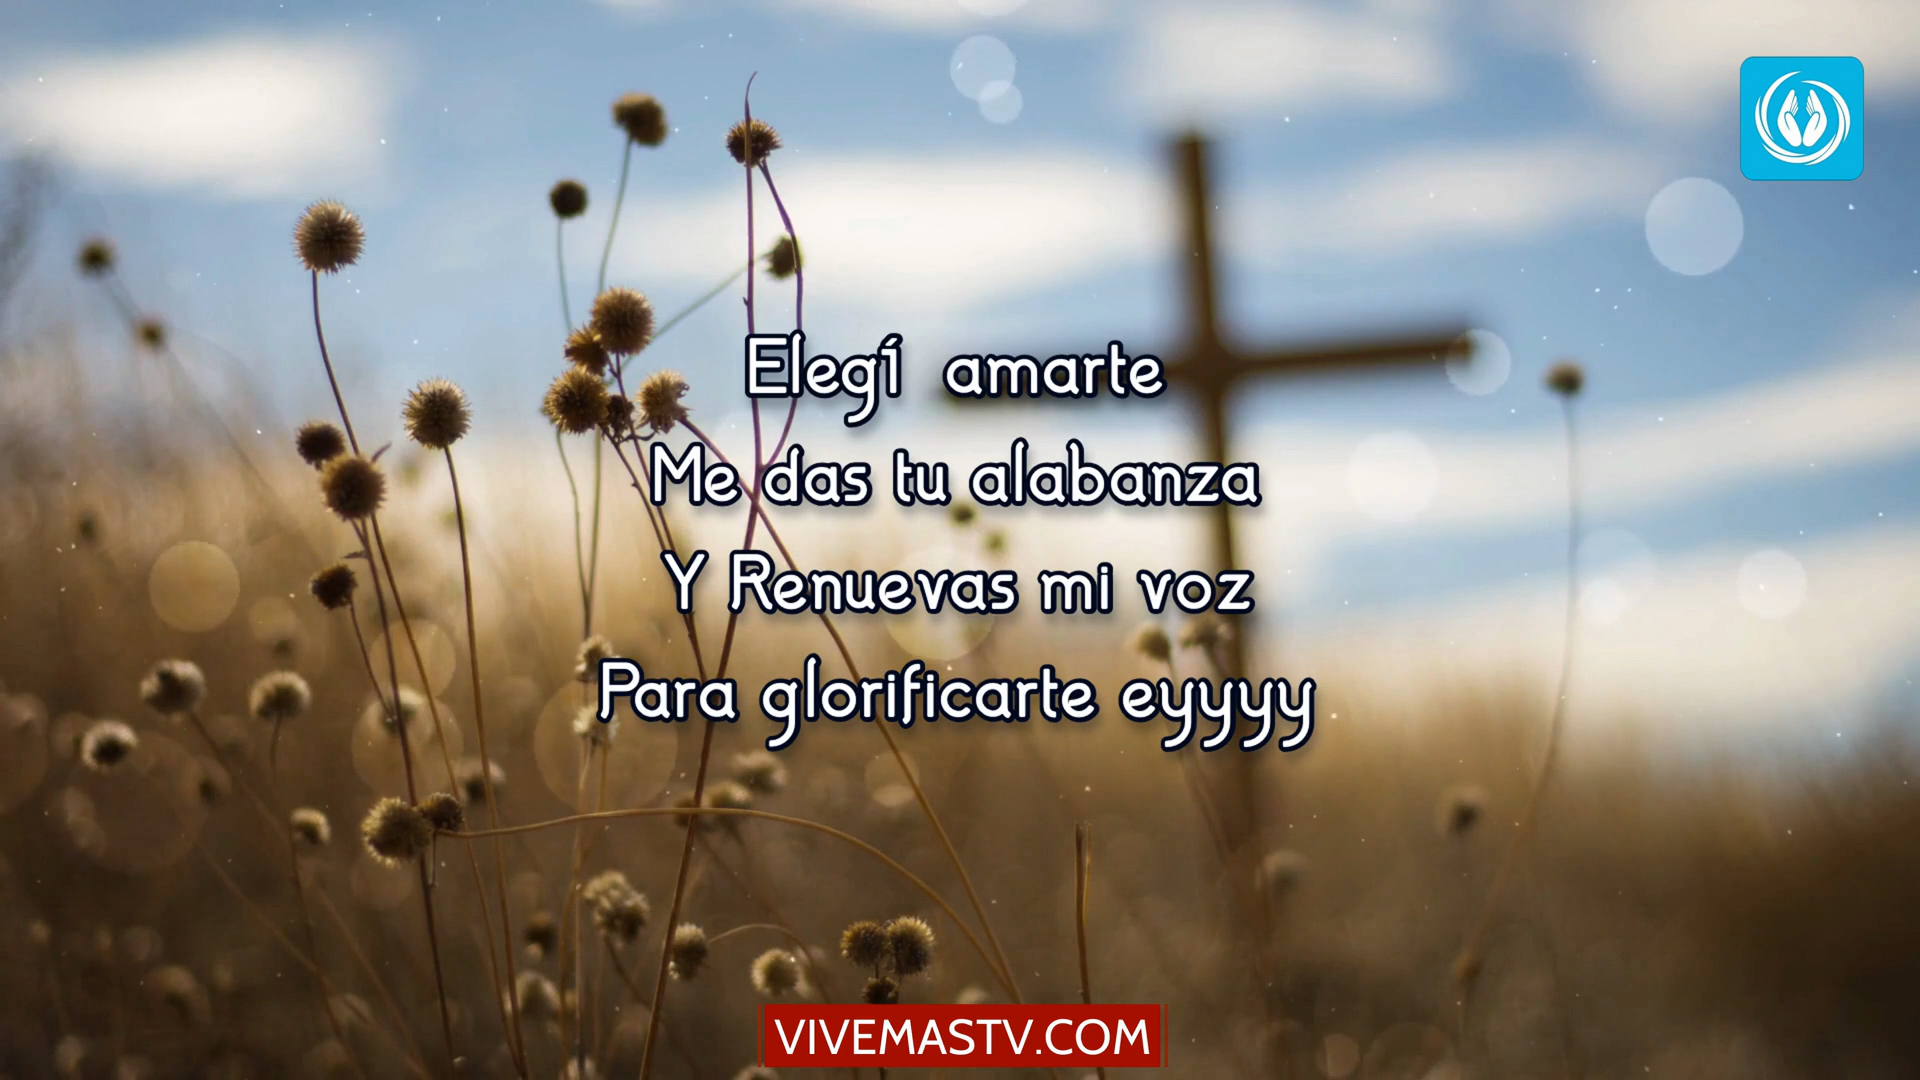 Elegí amarte
Me das tu alabanza
Y Renuevas mi voz
Para glorificarte eyyyy
VIVEMASTV.COM